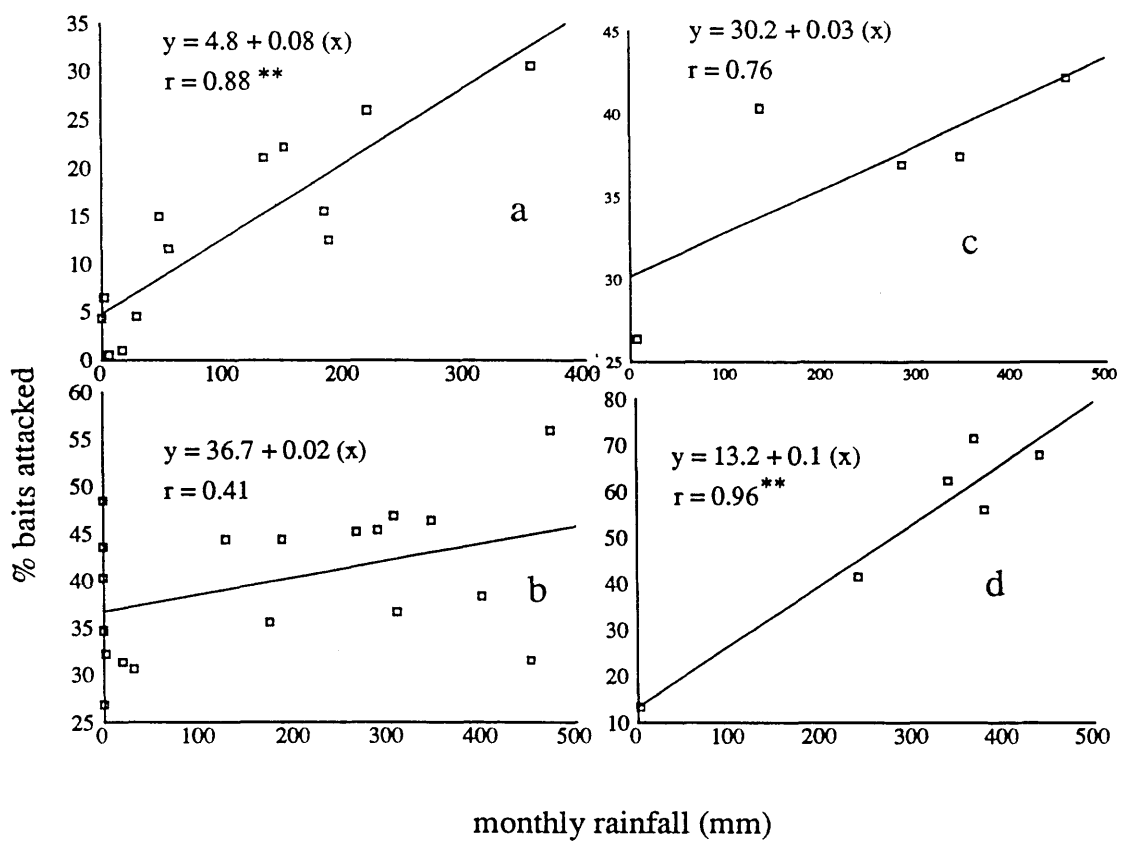 35
30
25
20
15
10
5
0
0 100 200 300 400
y = 4.8 + 0.08 (x)
r = 0.88 **
a
45
40
35
30
25
0 100 200 300 400 500
y = 30.2 + 0.03 (x)
r = 0.76
c
% baits attacked
60
55
50
45
40
35
30
25
0 100 200 300 400 500
y = 36.7 + 0.02 (x)
r = 0.41
b
80
70
60
50
40
30
20
10
0 100 200 300 400 500
y = 13.2 + 0.1 (x)
r = 0.96**
d
monthly rainfall (mm)